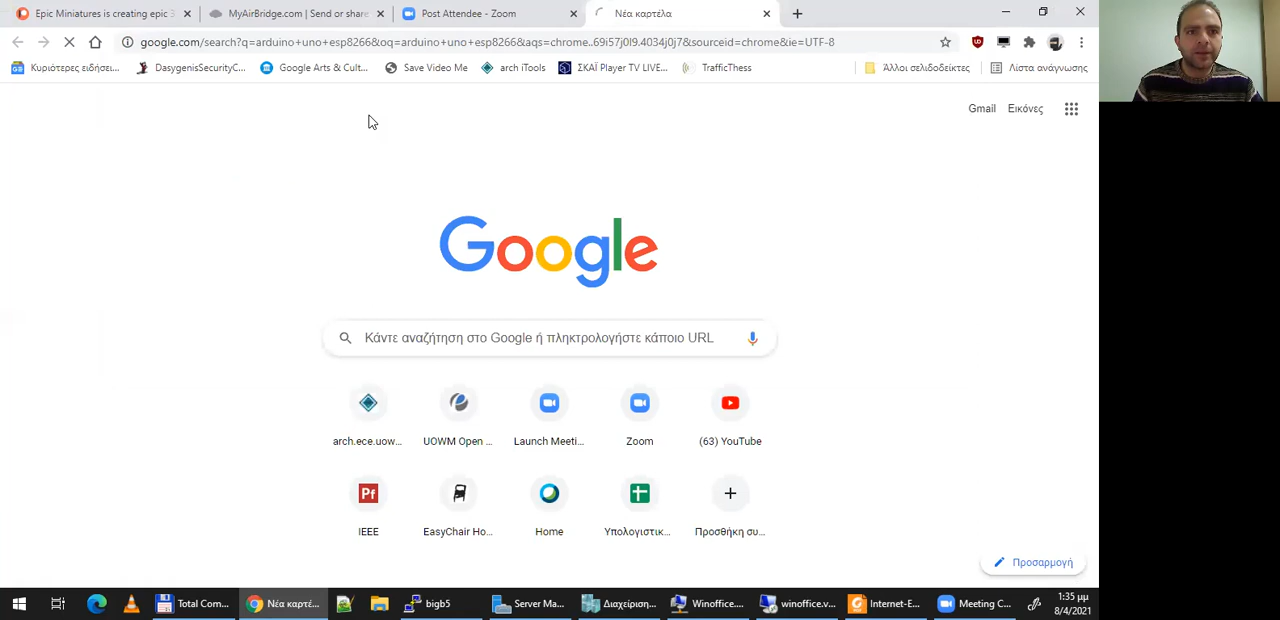 Epic Miniatures is creating epic 3
MyAirBridge.com | Send or share
Post Attendee - Zoom
Νέα καρτέλα
google.com/search?q=arduino+uno+esp8266&oq=arduino+uno+esp8266&aqs=chrome..69i57j0l9.4034j0j7&sourceid=chrome&ie=UTF-8
Κυριότερες ειδήσει...
DasygenisSecurityC...
Google Arts & Cult...
Save Video Me
arch iTools
ΣΚΑΪ Player TV LIVE...
TrafficThess
Άλλοι σελιδοδείκτες
Λίστα ανάγνωσης
Gmail
Εικόνες
Google
Κάντε αναζήτηση στο Google ή πληκτρολογήστε κάποιο URL
arch.ece.uow...
UOWM Open ...
Launch Meeti...
Zoom
(63) YouTube
Pf
IEEE
EasyChair Ho...
Home
Υπολογιστικ...
Προσθήκη συ...
Προσαρμογή
Total Com...
Νέα καρτέ...
bigb5
Server Ma...
Διαχείριση...
Winoffice....
winoffice.v...
Internet-E...
Meeting C...
1:35 μμ
8/4/2021